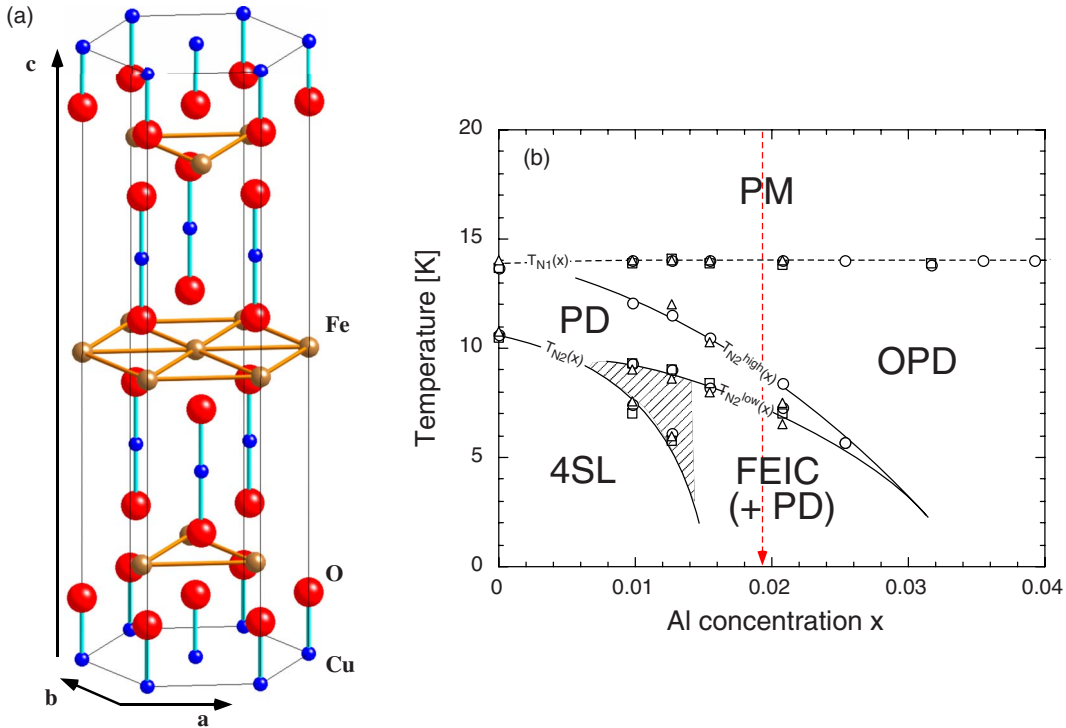 (a)
c
Fe
O
Cu
b
a
(b)
Temperature [K]
20
15
10
5
0
PM
T_N1(x)
PD
T_N2(x)
T_N2^high(x)
T_N2^low(x)
OPD
4SL
FEIC
(+ PD)
0 0.01 0.02 0.03 0.04
Al concentration x